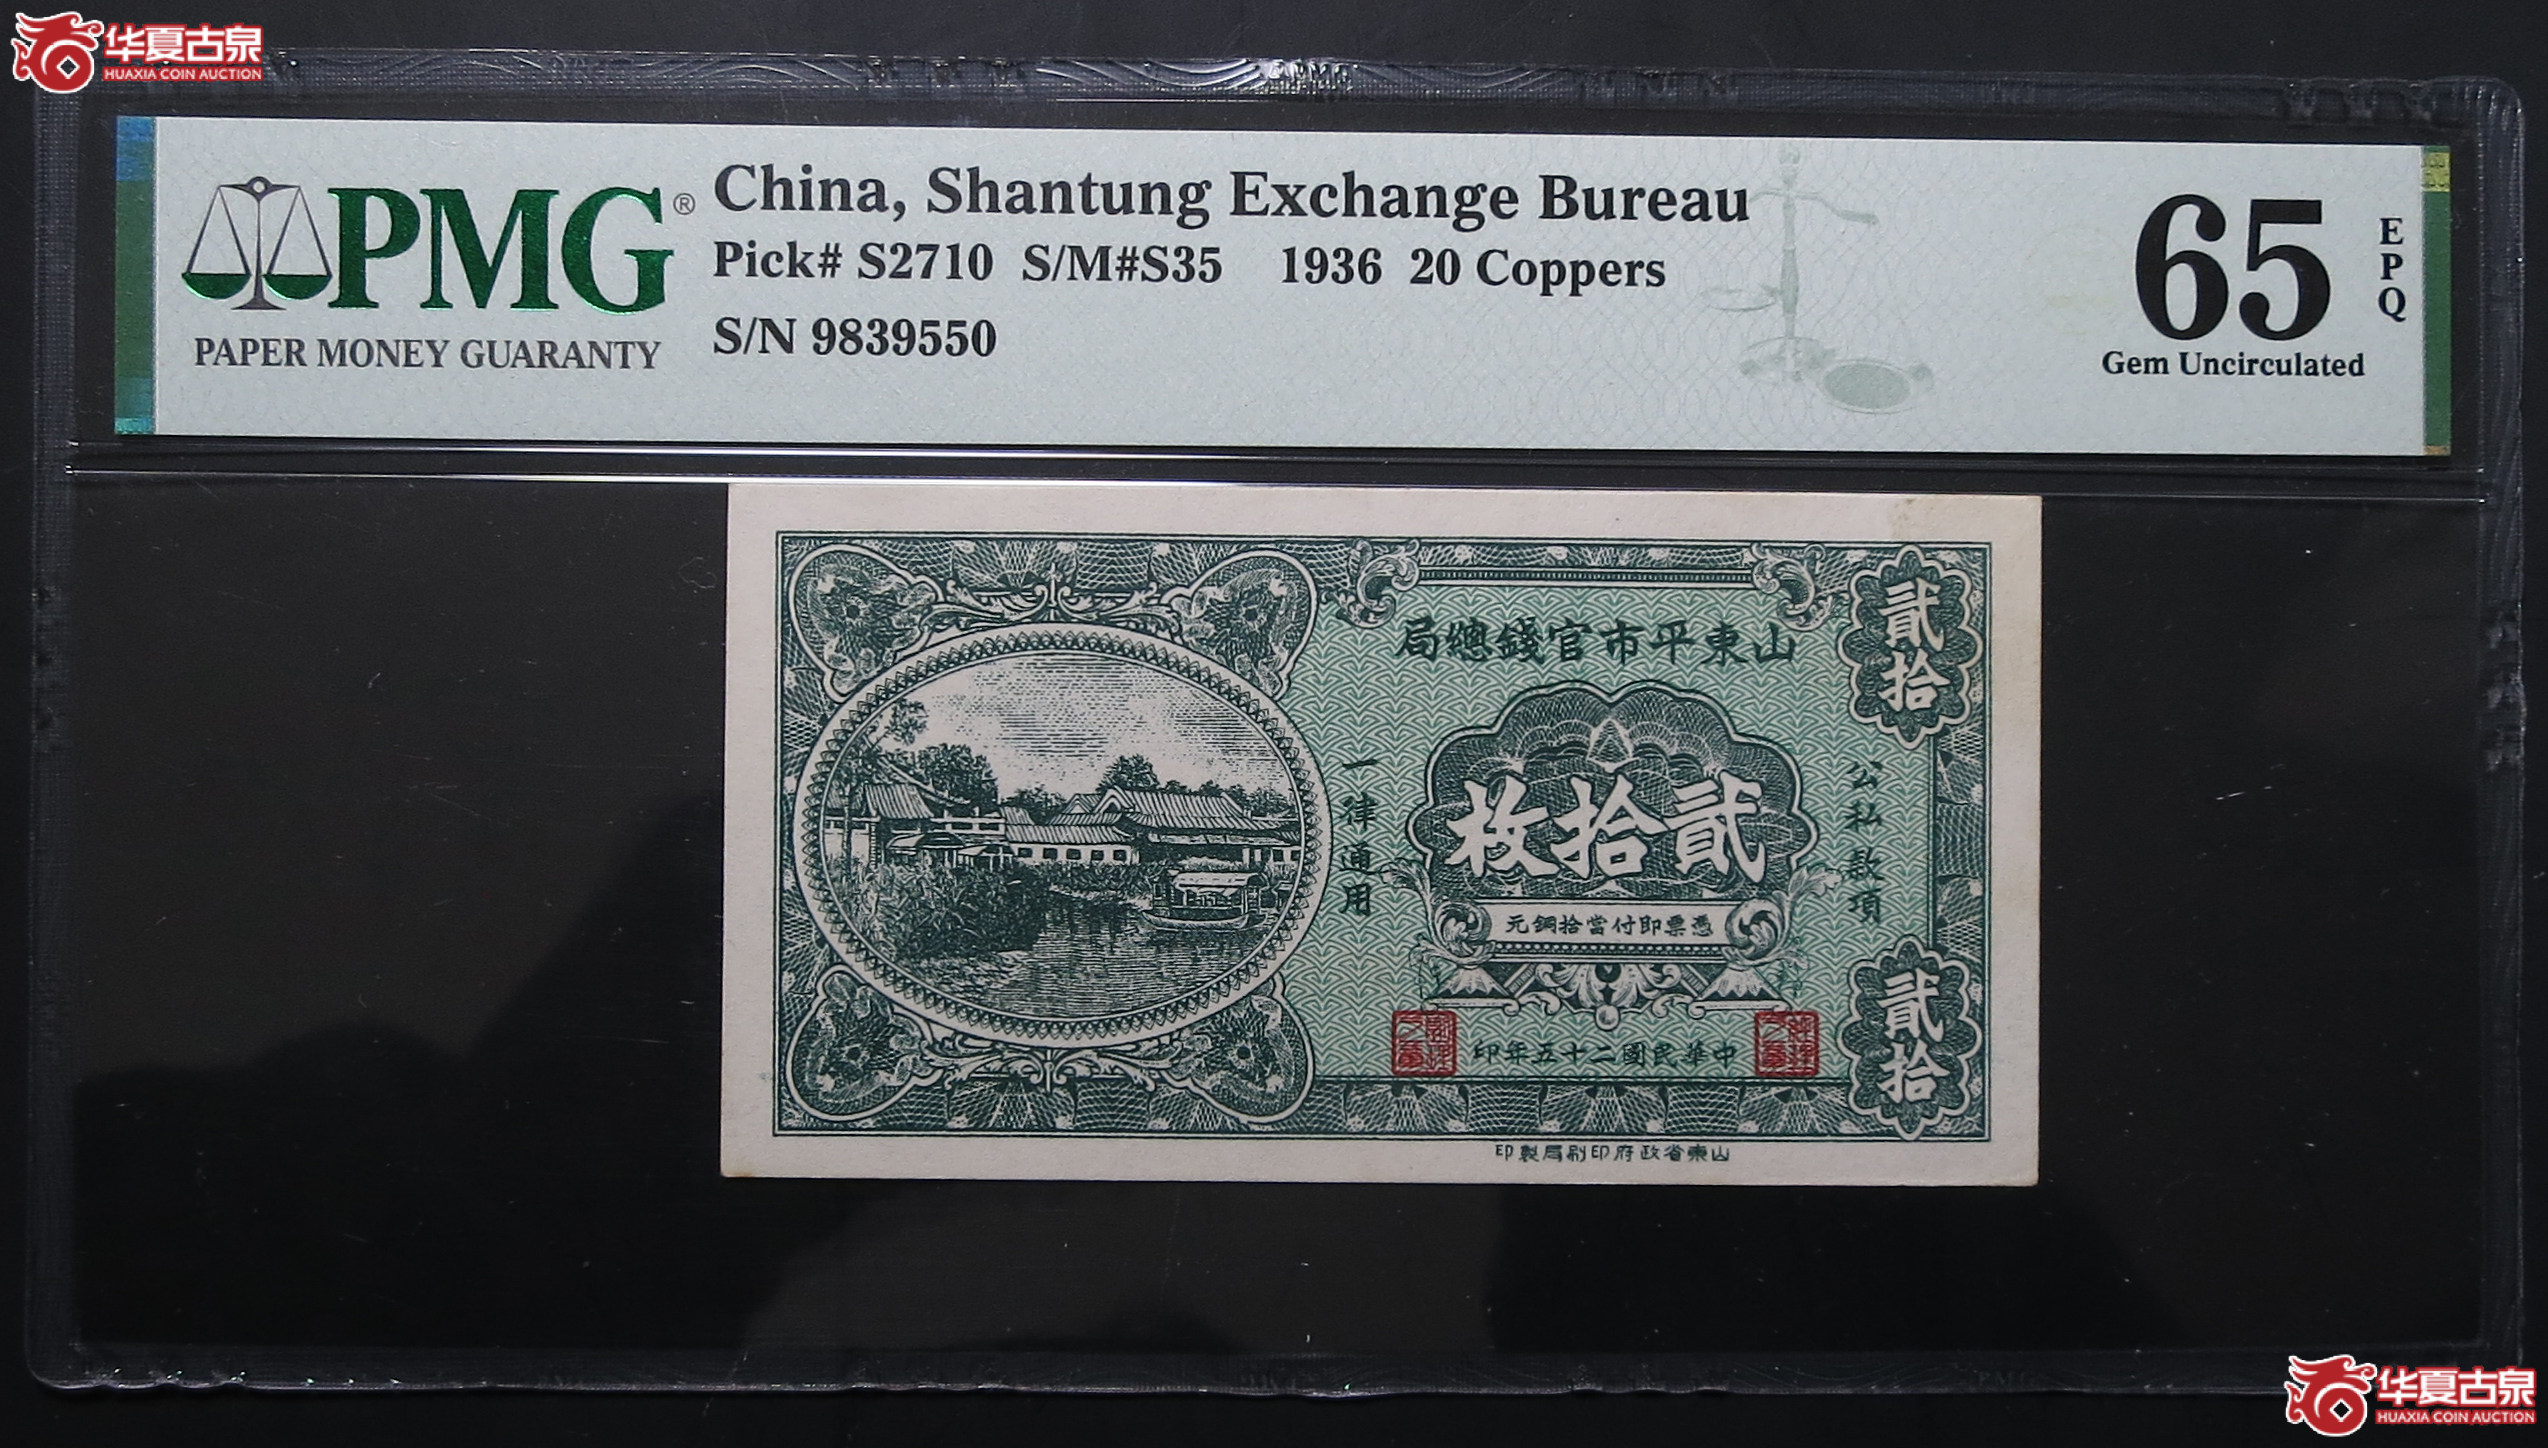 华夏古泉
HUAXIA COIN AUCTION
PMG
PMG®
PAPER MONEY GUARANTY
China, Shantung Exchange Bureau
Pick# S2710 S/M#S35 1936 20 Coppers
S/N 9839550
65
EPQ
Gem Uncirculated
山東平市官錢總局
貳拾
公私款項
貳拾枚
一律通用
憑票即付當拾銅元
中華民國二十五年印
貳拾
山東省政府印刷局製印
PMG
华夏古泉
HUAXIA COIN AUCTION